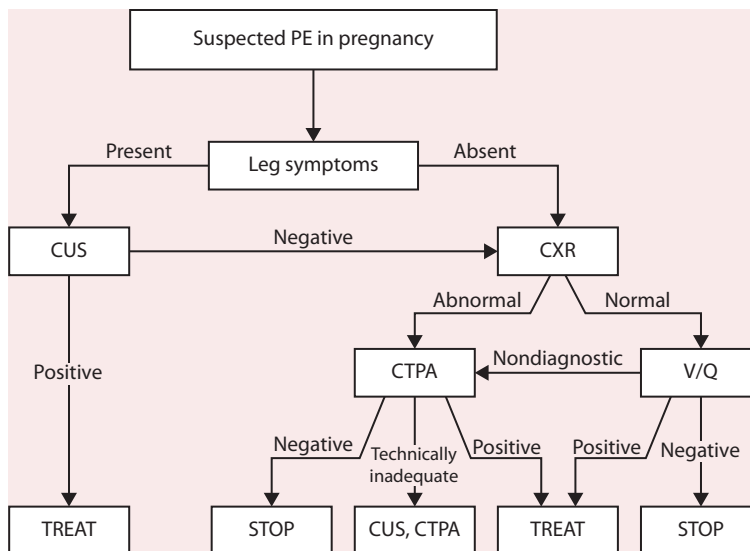 Suspected PE in pregnancy
Present
Absent
Leg symptoms
CUS
Negative
CXR
Abnormal
Normal
CTPA
Nondiagnostic
V/Q
Positive
Negative
Technically
inadequate
Positive
Positive
Negative
TREAT
STOP
CUS, CTPA
TREAT
STOP